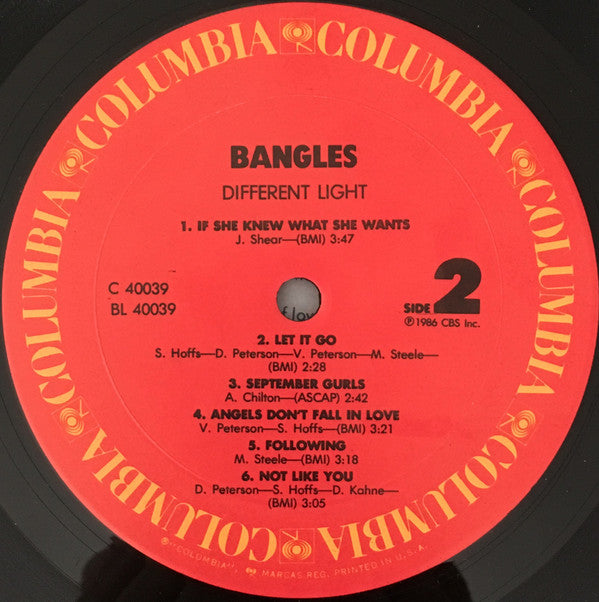 COLUMBIA COLUMBIA COLUMBIA COLUMBIA COLUMBIA COLUMBIA
BANGLES
DIFFERENT LIGHT
1. IF SHE KNEW WHAT SHE WANTS
J. Shear—(BMI) 3:47
C 40039
BL 40039
SIDE 2
Ⓟ1986 CBS Inc.
f lov
2. LET IT GO
S. Hoffs—D. Peterson—V. Peterson—M. Steele—
(BMI) 2:28
3. SEPTEMBER GURLS
A. Chilton—(ASCAP) 2:42
4. ANGELS DON'T FALL IN LOVE
V. Peterson—S. Hoffs—(BMI) 3:21
5. FOLLOWING
M. Steele—(BMI) 3:18
6. NOT LIKE YOU
D. Peterson—S. Hoffs—D. Kahne—
(BMI) 3:05
"COLUMBIA", MARCAS REG. PRINTED IN U.S.A.